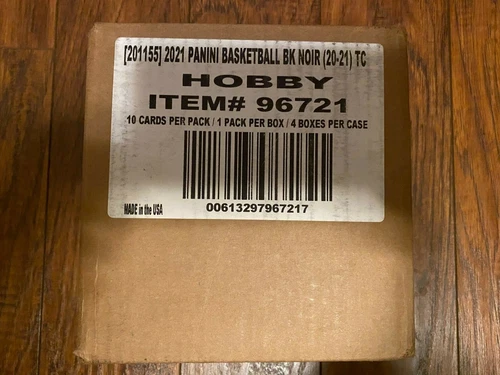 [201155] 2021 PANINI BASKETBALL BK NOIR (20-21) TC
HOBBY
ITEM# 96721
10 CARDS PER PACK / 1 PACK PER BOX / 4 BOXES PER CASE
MADE in the USA
00613297967217